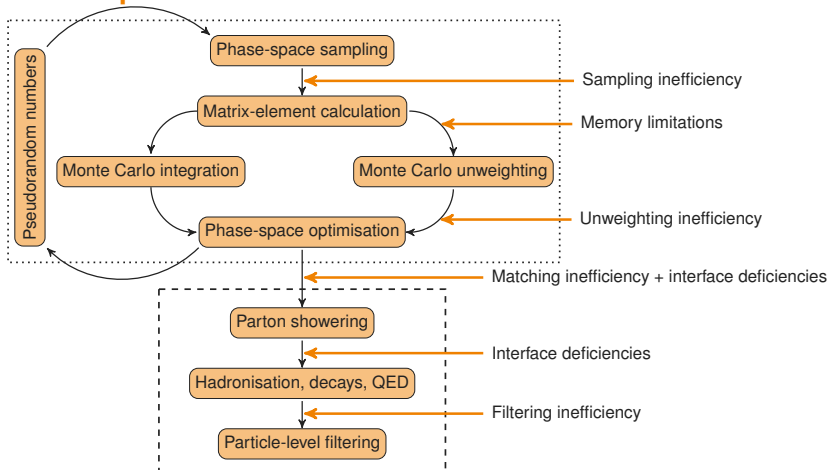 Phase-space sampling
Sampling inefficiency
Pseudorandom numbers
Matrix-element calculation
Memory limitations
Monte Carlo integration
Monte Carlo unweighting
Phase-space optimisation
Unweighting inefficiency
Matching inefficiency + interface deficiencies
Parton showering
Interface deficiencies
Hadronisation, decays, QED
Filtering inefficiency
Particle-level filtering